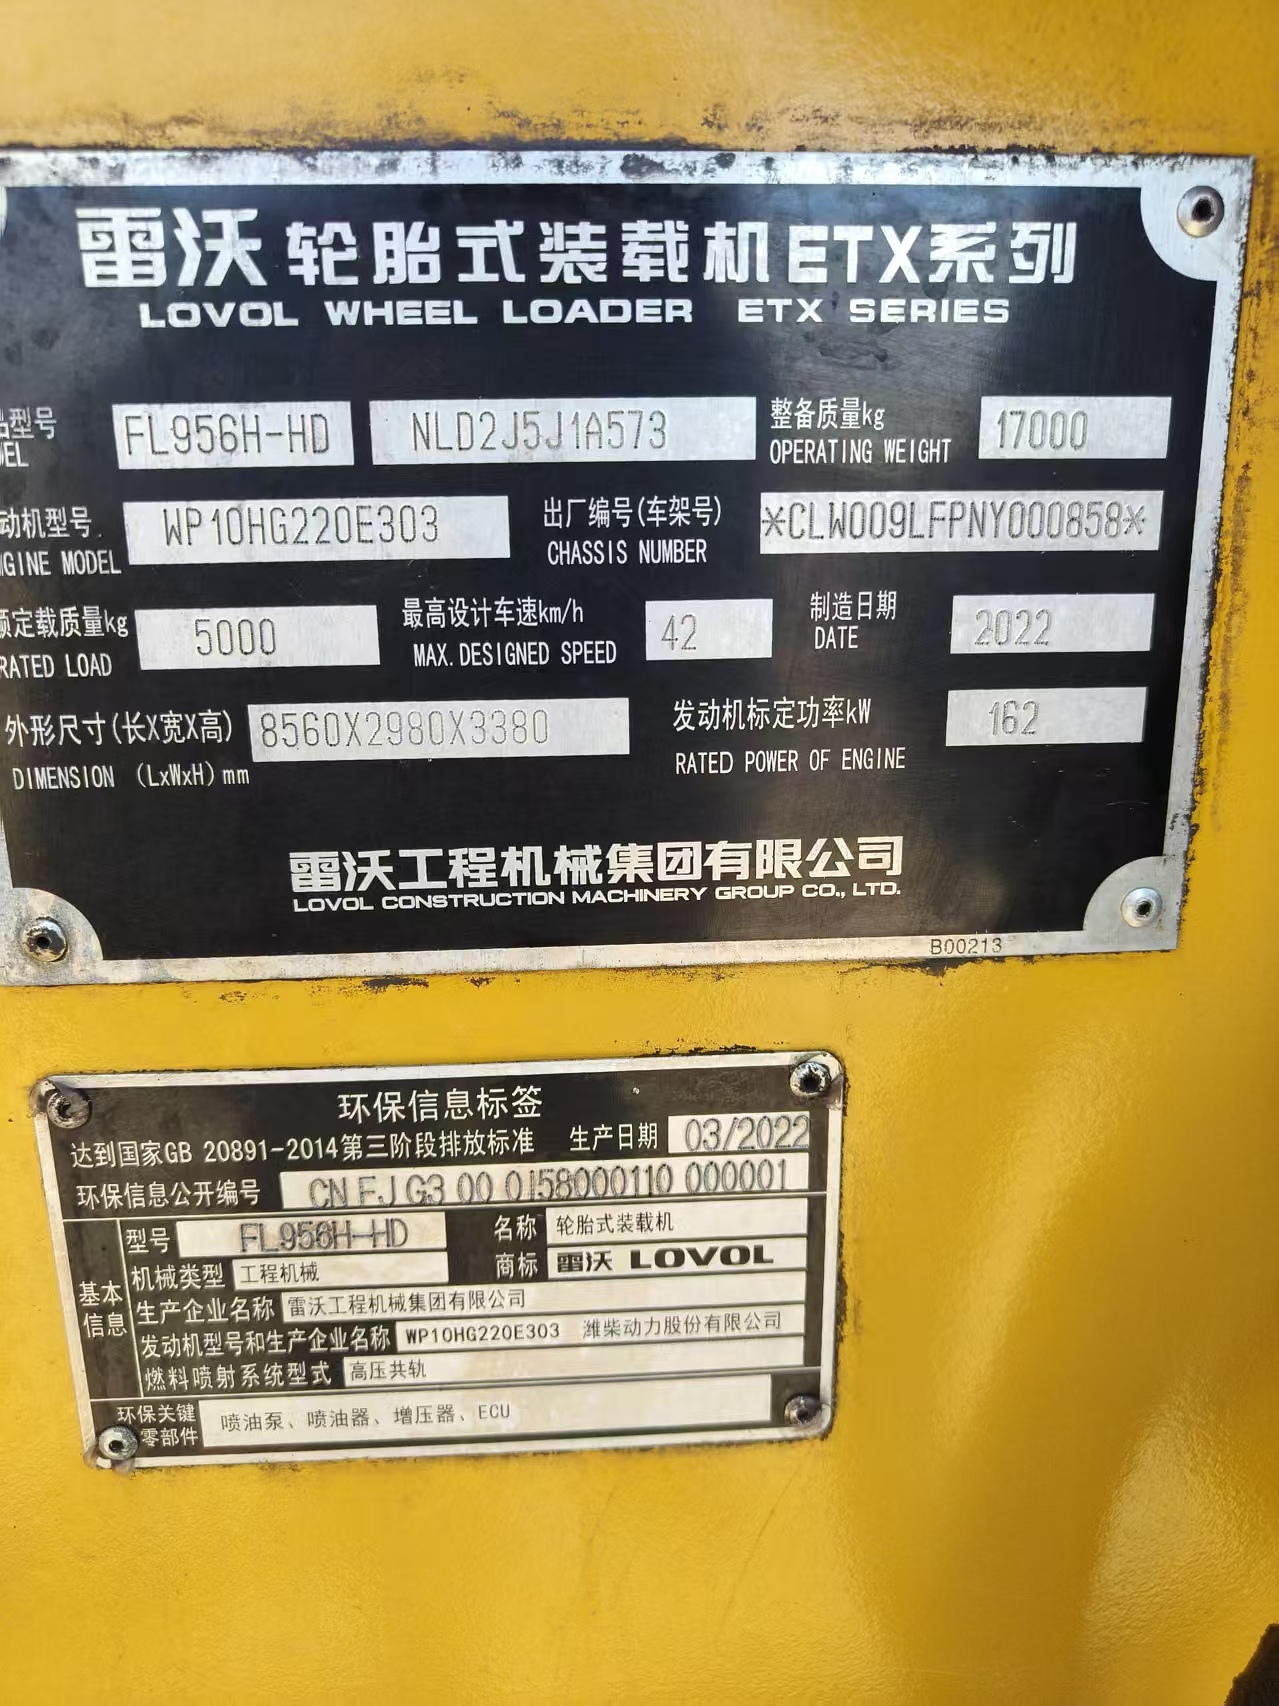 雷沃 轮胎式装载机ETX系列
LOVOL WHEEL LOADER ETX SERIES
型号 FL956H-HD NLD2J5J1A573 整备质量kg 17000
OPERATING WEIGHT
动机型号 WP10HG220E303 出厂编号(车架号) *CLW009LFPNY000858*
ENGINE MODEL CHASSIS NUMBER
额定载质量kg 5000 最高设计车速km/h 42 制造日期 2022
RATED LOAD MAX.DESIGNED SPEED DATE
外形尺寸(长X宽X高) 8560X2980X3380 发动机标定功率kW 162
DIMENSION (LxWxH)mm RATED POWER OF ENGINE
雷沃工程机械集团有限公司
LOVOL CONSTRUCTION MACHINERY GROUP CO., LTD.
B00213
环保信息标签
达到国家GB 20891-2014第三阶段排放标准 生产日期 03/2022
环保信息公开编号 CN FJ G3 00 0J58000110 000001
基本信息
型号 FL956H-HD 名称 轮胎式装载机
机械类型 工程机械 商标 雷沃 LOVOL
生产企业名称 雷沃工程机械集团有限公司
发动机型号和生产企业名称 WP10HG220E303 潍柴动力股份有限公司
燃料喷射系统型式 高压共轨
环保关键零部件 喷油泵、喷油器、增压器、ECU